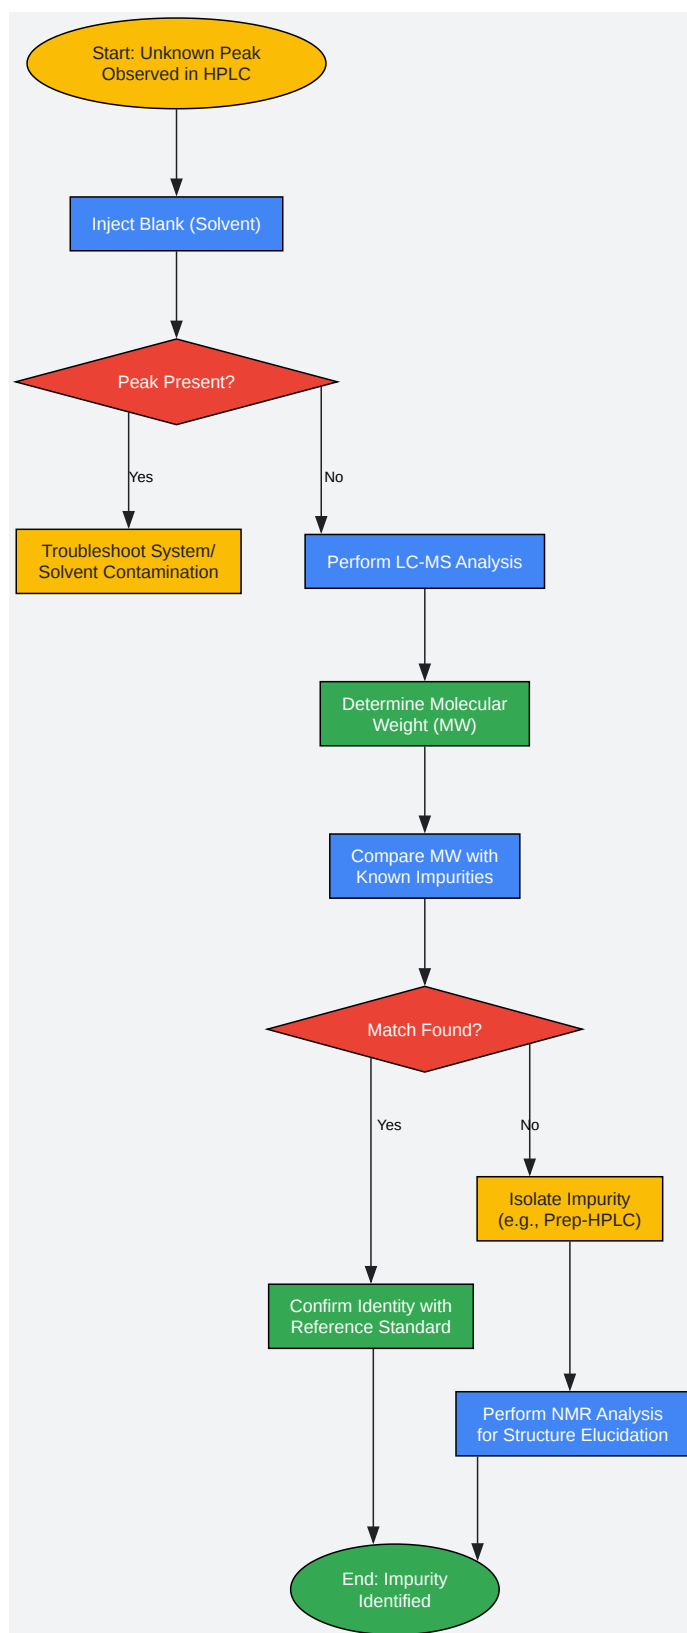 Start: Unknown Peak
Observed in HPLC
Inject Blank (Solvent)
Peak Present?
Yes
No
Troubleshoot System/
Solvent Contamination
Perform LC-MS Analysis
Determine Molecular
Weight (MW)
Compare MW with
Known Impurities
Match Found?
Yes
No
Isolate Impurity
(e.g., Prep-HPLC)
Confirm Identity with
Reference Standard
Perform NMR Analysis
for Structure Elucidation
End: Impurity
Identified